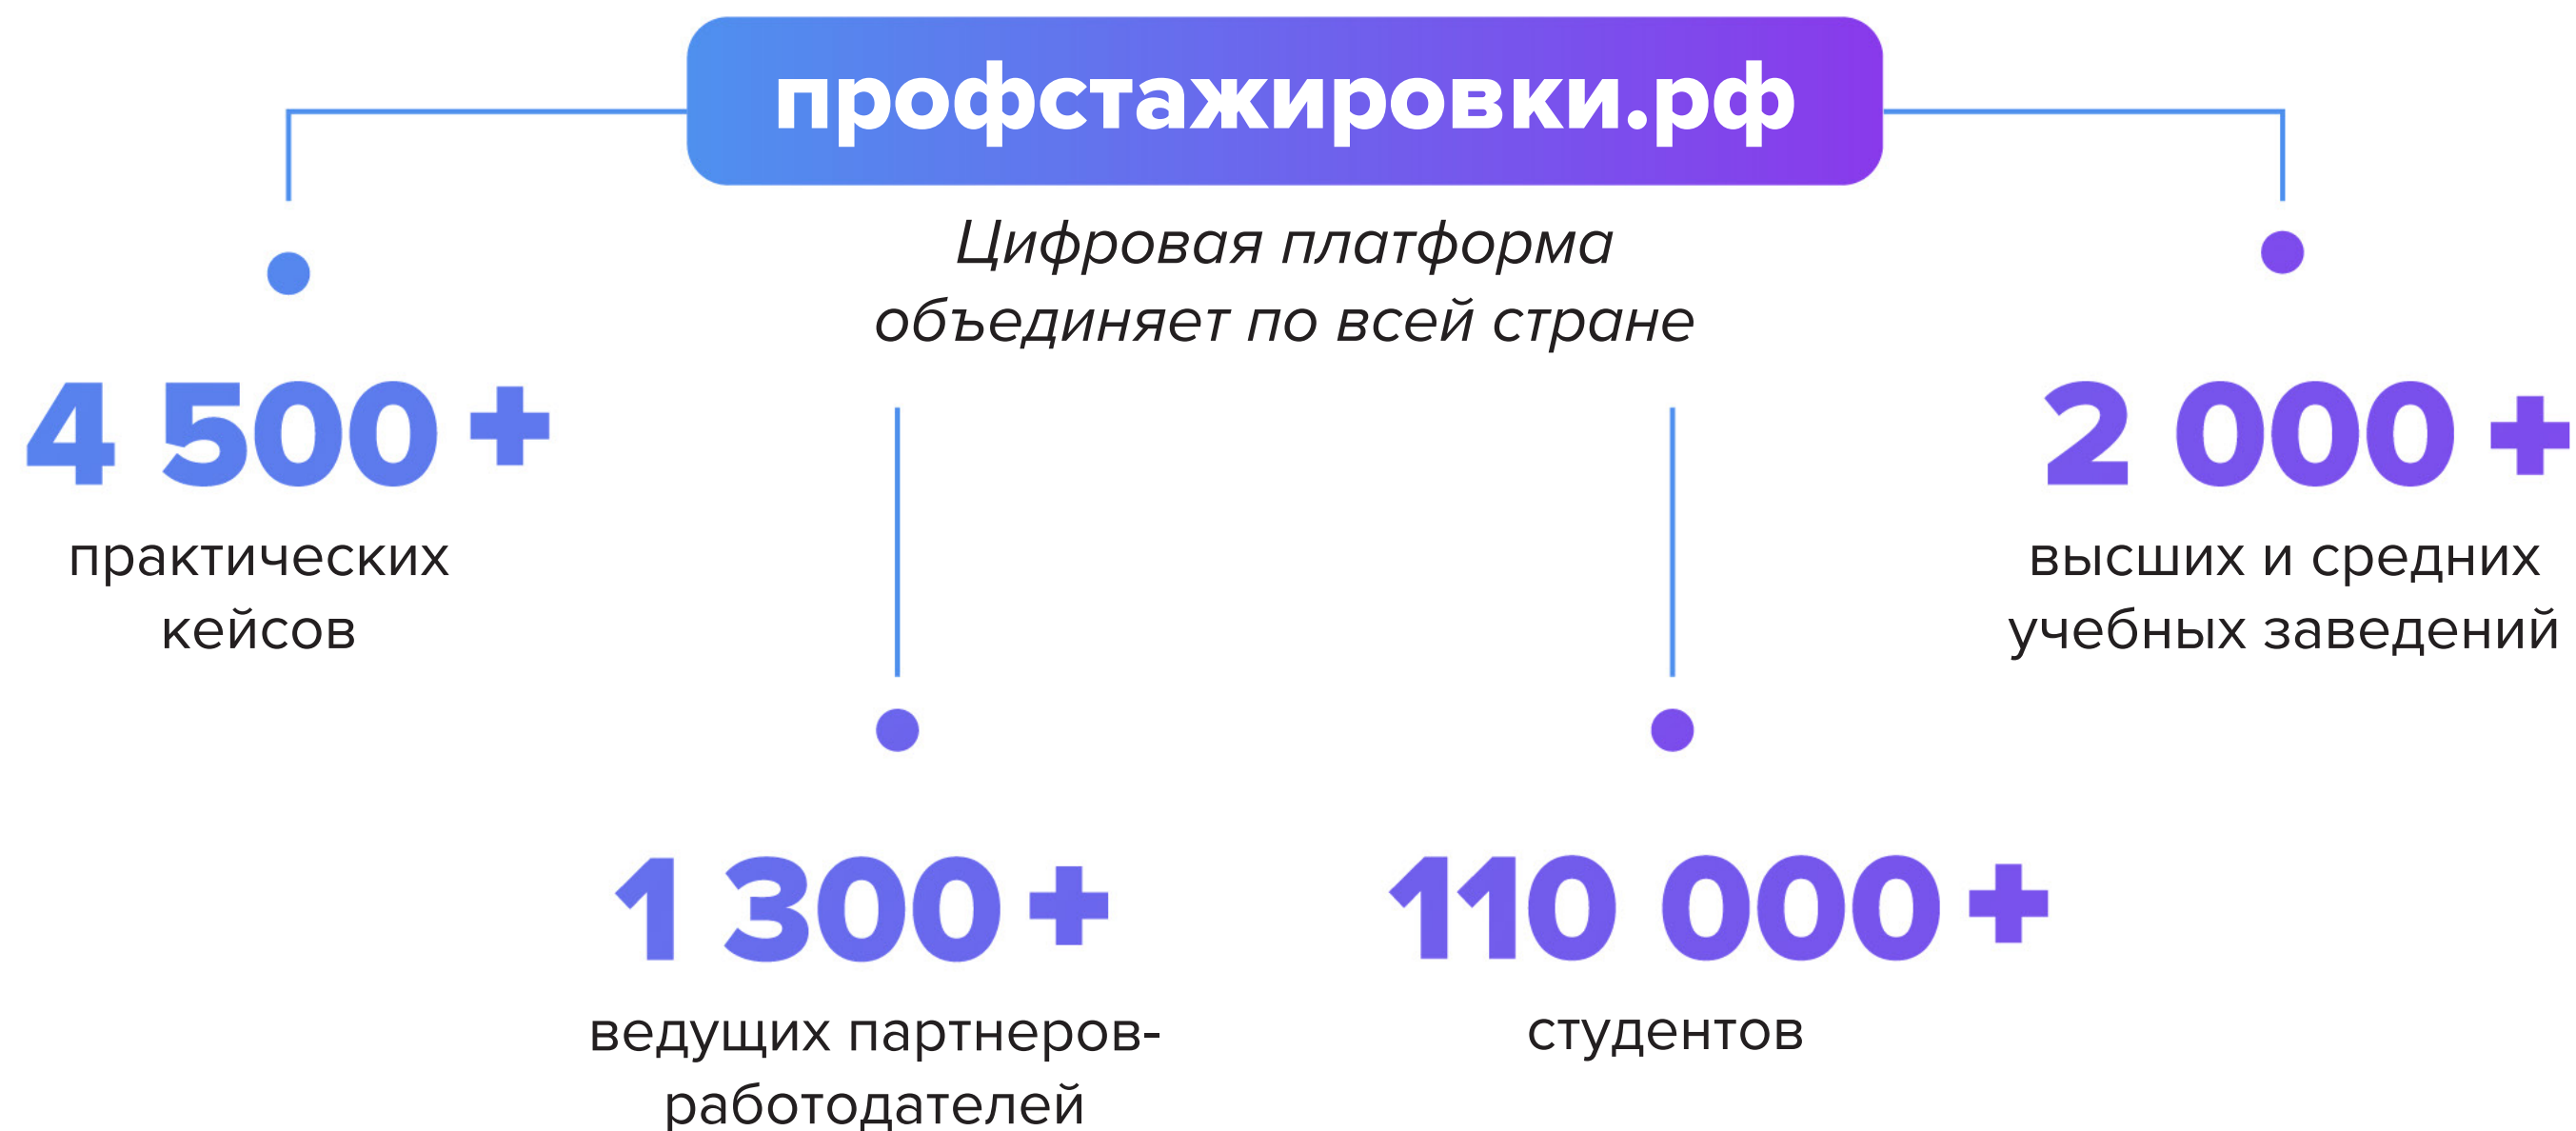 профстажировки.рф
Цифровая платформа
объединяет по всей стране
4 500 +
практических
кейсов
2 000 +
высших и средних
учебных заведений
1 300 +
ведущих партнеров-
работодателей
110 000 +
студентов